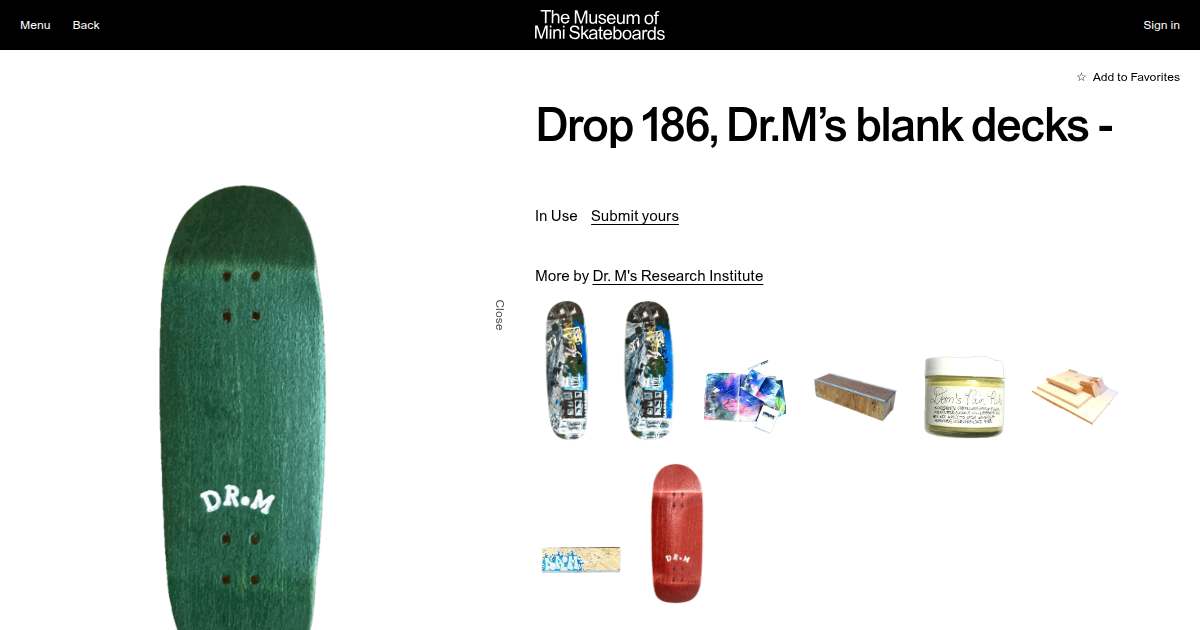 Menu
Back
The Museum of
Mini Skateboards
Sign in
☆ Add to Favorites
Drop 186, Dr.M’s blank decks -
In Use
Submit yours
More by Dr. M's Research Institute
Close
DR•M
DR•M